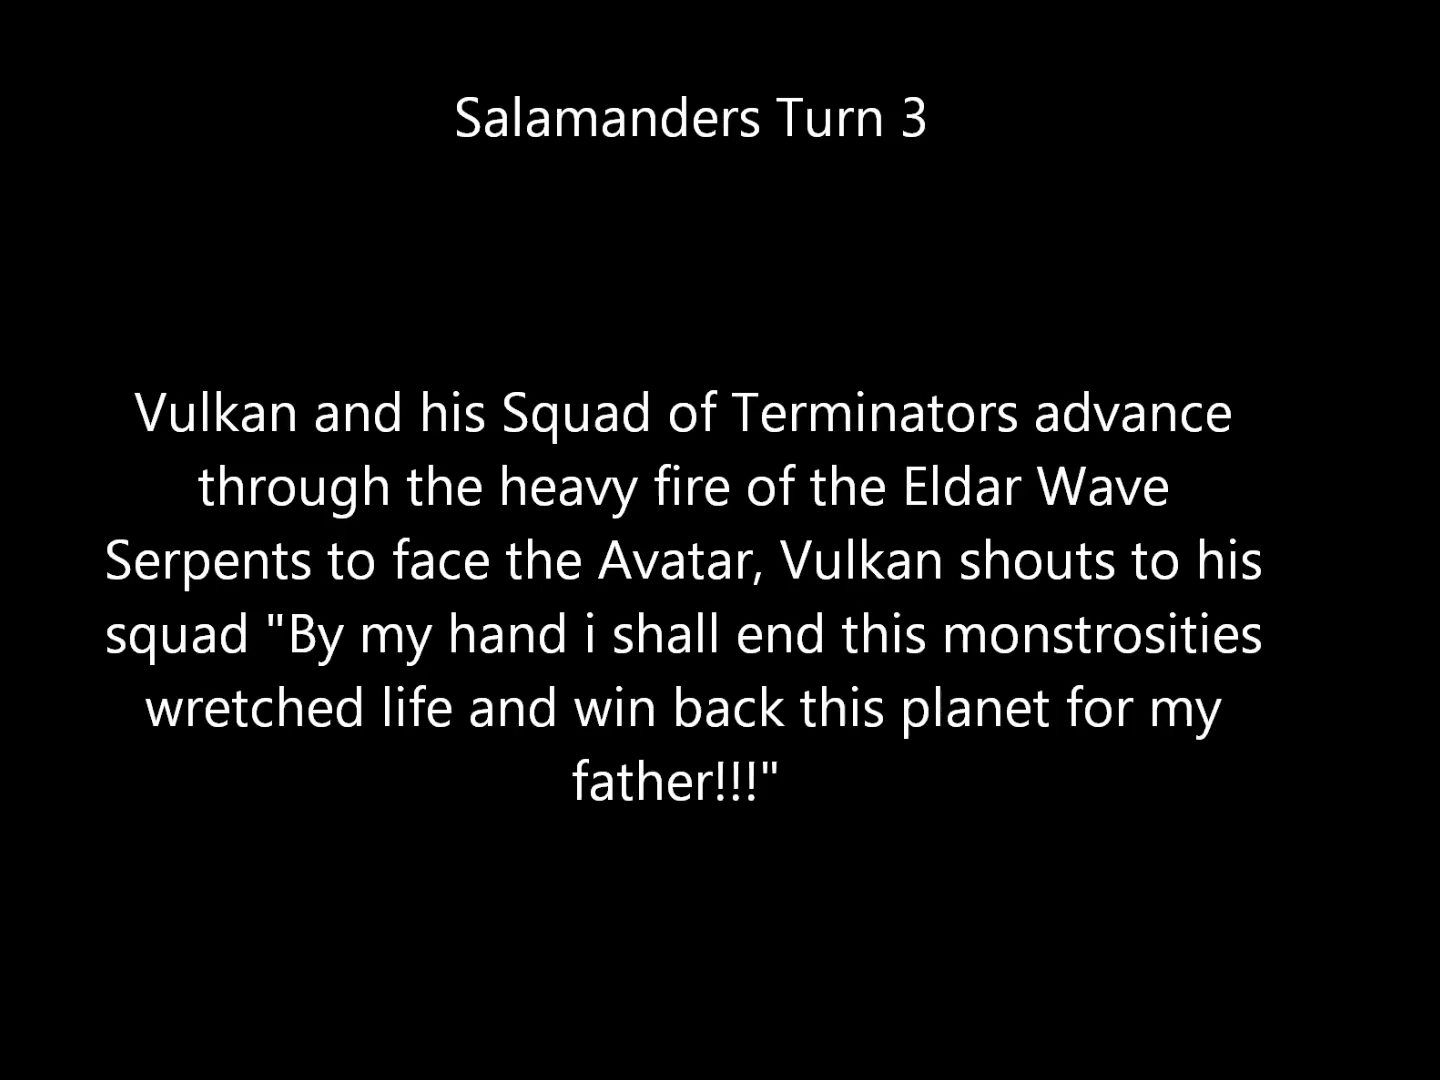 Salamanders Turn 3
Vulkan and his Squad of Terminators advance
through the heavy fire of the Eldar Wave
Serpents to face the Avatar, Vulkan shouts to his
squad "By my hand i shall end this monstrosities
wretched life and win back this planet for my
father!!!"